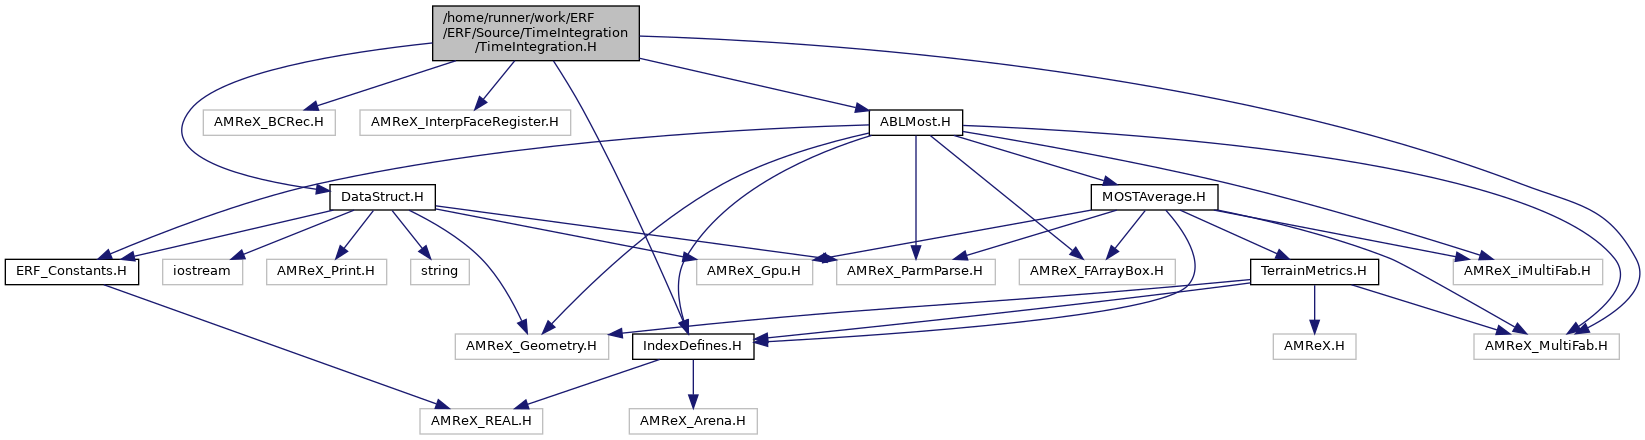 /home/runner/work/ERF
/ERF/Source/TimeIntegration
/TimeIntegration.H
AMReX_BCRec.H
AMReX_InterpFaceRegister.H
ABLMost.H
DataStruct.H
MOSTAverage.H
ERF_Constants.H
iostream
AMReX_Print.H
string
AMReX_Gpu.H
AMReX_ParmParse.H
AMReX_FArrayBox.H
TerrainMetrics.H
AMReX_iMultiFab.H
AMReX_Geometry.H
IndexDefines.H
AMReX.H
AMReX_MultiFab.H
AMReX_REAL.H
AMReX_Arena.H